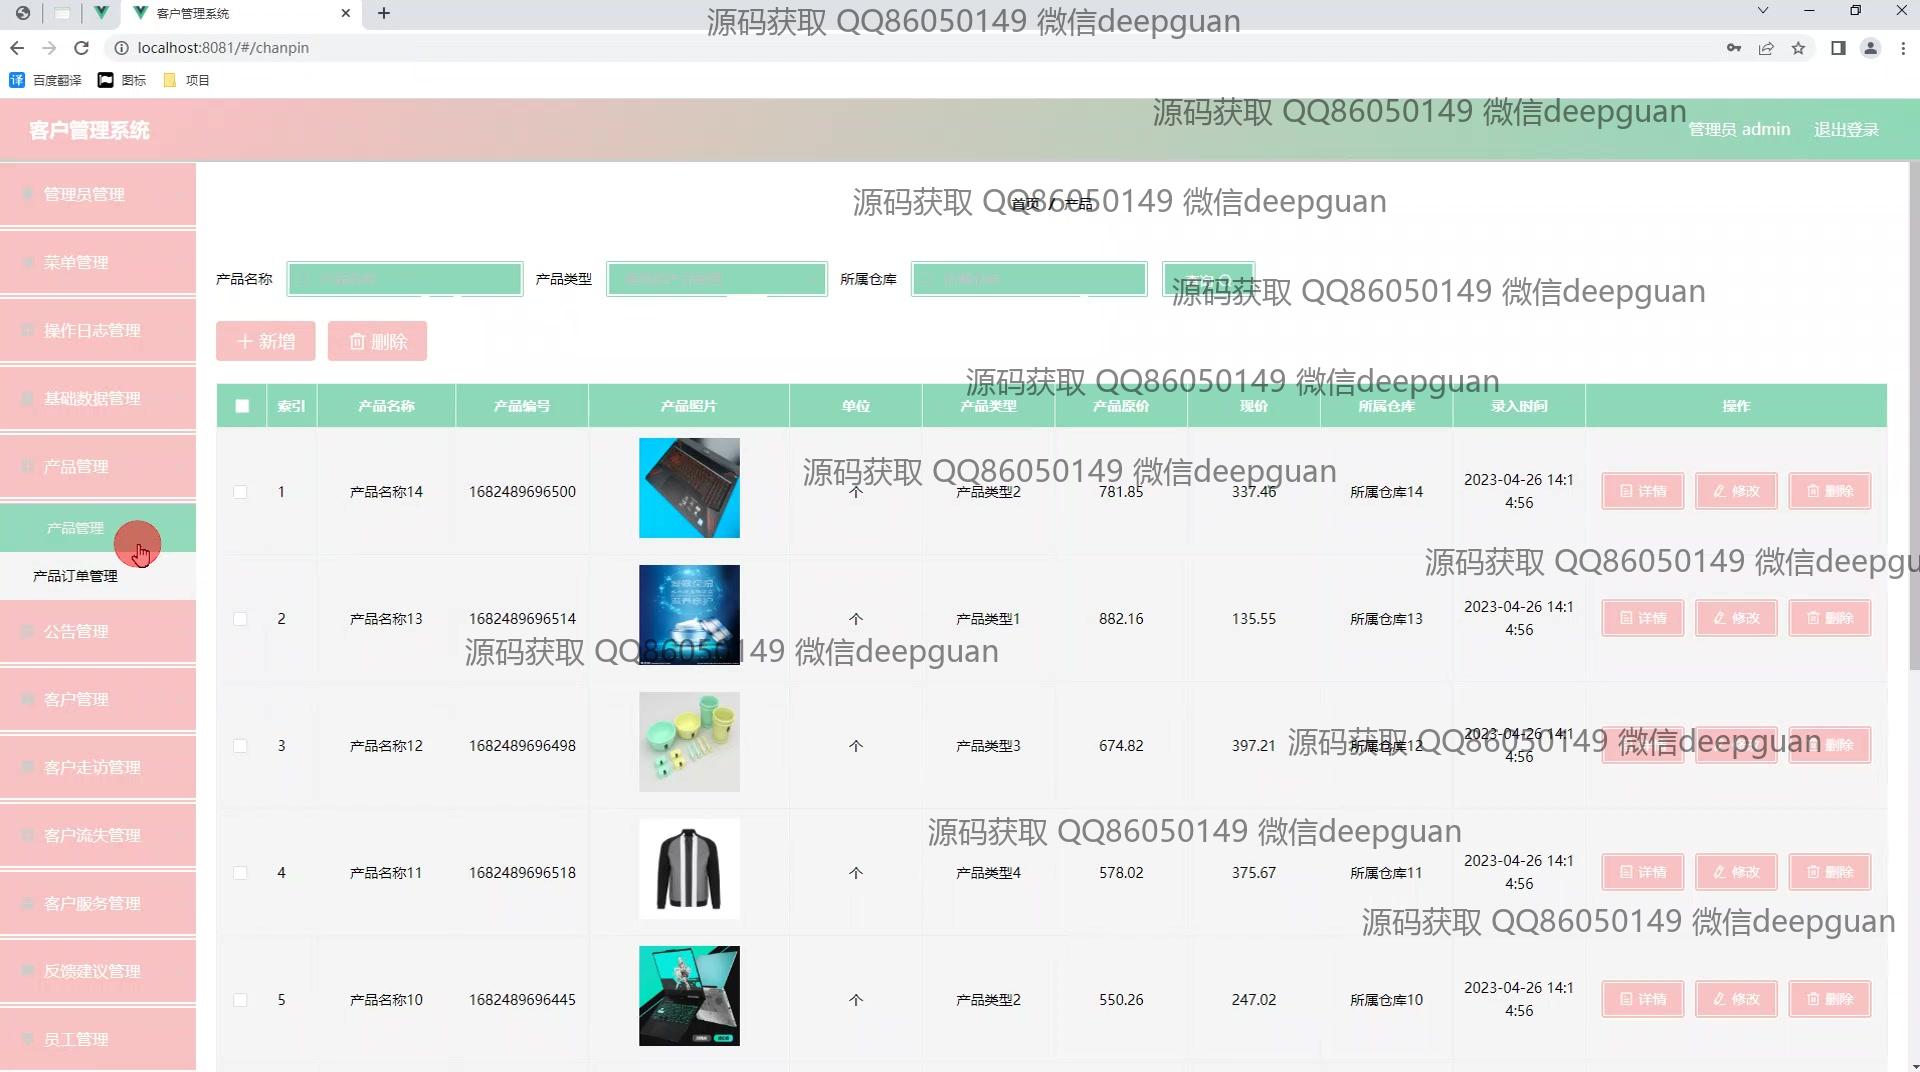 客户管理系统
源码获取 QQ86050149 微信deepguan
localhost:8081/#/chanpin
百度翻译 图标 项目
客户管理系统
源码获取 QQ86050149 微信deepguan
管理员 admin 退出登录
管理员管理
菜单管理
操作日志管理
基础数据管理
产品管理
产品管理
产品订单管理
公告管理
客户管理
客户走访管理
客户流失管理
客户服务管理
反馈建议管理
员工管理
源码获取 QQ86050149 微信deepguan
首页 / 产品
产品名称 产品类型 所属仓库 查询
源码获取 QQ86050149 微信deepguan
新增 删除
源码获取 QQ86050149 微信deepguan
索引 产品名称 产品编号 产品照片 单位 产品类型 产品原价 现价 所属仓库 录入时间 操作
源码获取 QQ86050149 微信deepguan
1 产品名称14 1682489696500 个 产品类型2 781.85 337.46 所属仓库14 2023-04-26 14:1
4:56 详情 修改 删除
源码获取 QQ86050149 微信deepgu
2 产品名称13 1682489696514 个 产品类型1 882.16 135.55 所属仓库13 2023-04-26 14:1
4:56 详情 修改 删除
源码获取 QQ86050149 微信deepguan
3 产品名称12 1682489696498 个 产品类型3 674.82 397.21 所属仓库12 2023-04-26 14:1
4:56 删除
源码获取 QQ86050149 微信deepguan
源码获取 QQ86050149 微信deepguan
4 产品名称11 1682489696518 个 产品类型4 578.02 375.67 所属仓库11 2023-04-26 14:1
4:56 详情 修改 删除
源码获取 QQ86050149 微信deepguan
5 产品名称10 1682489696445 个 产品类型2 550.26 247.02 所属仓库10 2023-04-26 14:1
4:56 详情 修改 删除